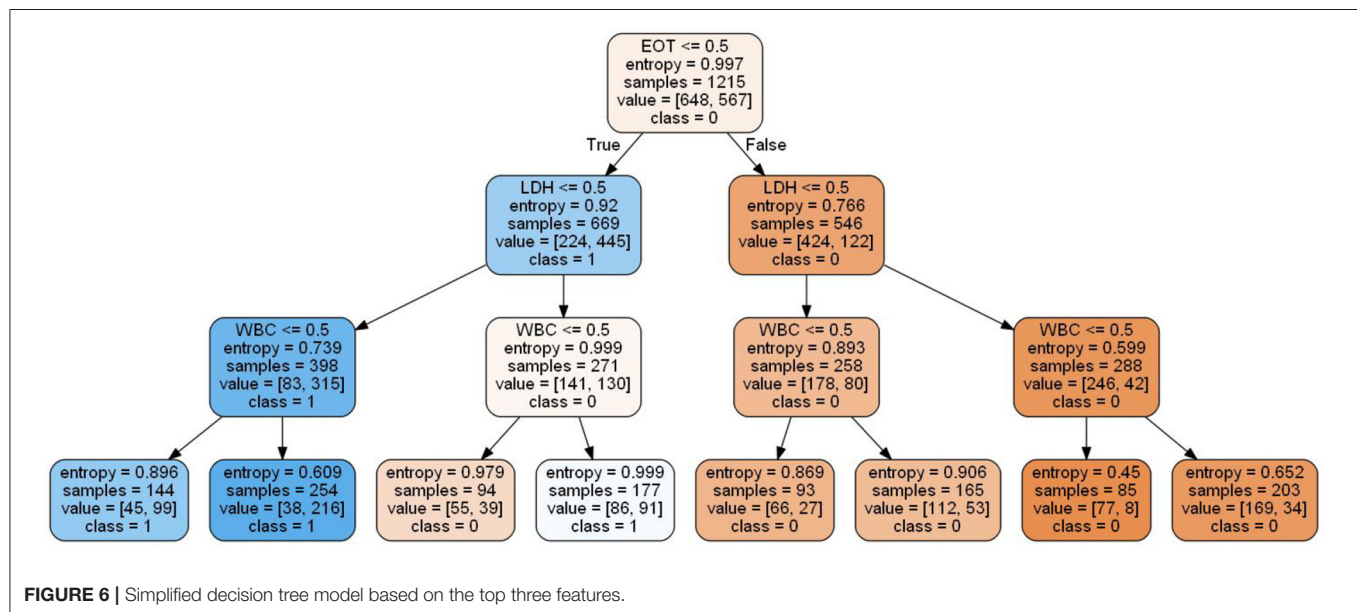 EOT <= 0.5
entropy = 0.997
samples = 1215
value = [648, 567]
class = 0
True
False
LDH <= 0.5
entropy = 0.92
samples = 669
value = [224, 445]
class = 1
LDH <= 0.5
entropy = 0.766
samples = 546
value = [424, 122]
class = 0
WBC <= 0.5
entropy = 0.739
samples = 398
value = [83, 315]
class = 1
WBC <= 0.5
entropy = 0.999
samples = 271
value = [141, 130]
class = 0
WBC <= 0.5
entropy = 0.893
samples = 258
value = [178, 80]
class = 0
WBC <= 0.5
entropy = 0.599
samples = 288
value = [246, 42]
class = 0
entropy = 0.896
samples = 144
value = [45, 99]
class = 1
entropy = 0.609
samples = 254
value = [38, 216]
class = 1
entropy = 0.979
samples = 94
value = [55, 39]
class = 0
entropy = 0.999
samples = 177
value = [86, 91]
class = 1
entropy = 0.869
samples = 93
value = [66, 27]
class = 0
entropy = 0.906
samples = 165
value = [112, 53]
class = 0
entropy = 0.45
samples = 85
value = [77, 8]
class = 0
entropy = 0.652
samples = 203
value = [169, 34]
class = 0
FIGURE 6 | Simplified decision tree model based on the top three features.